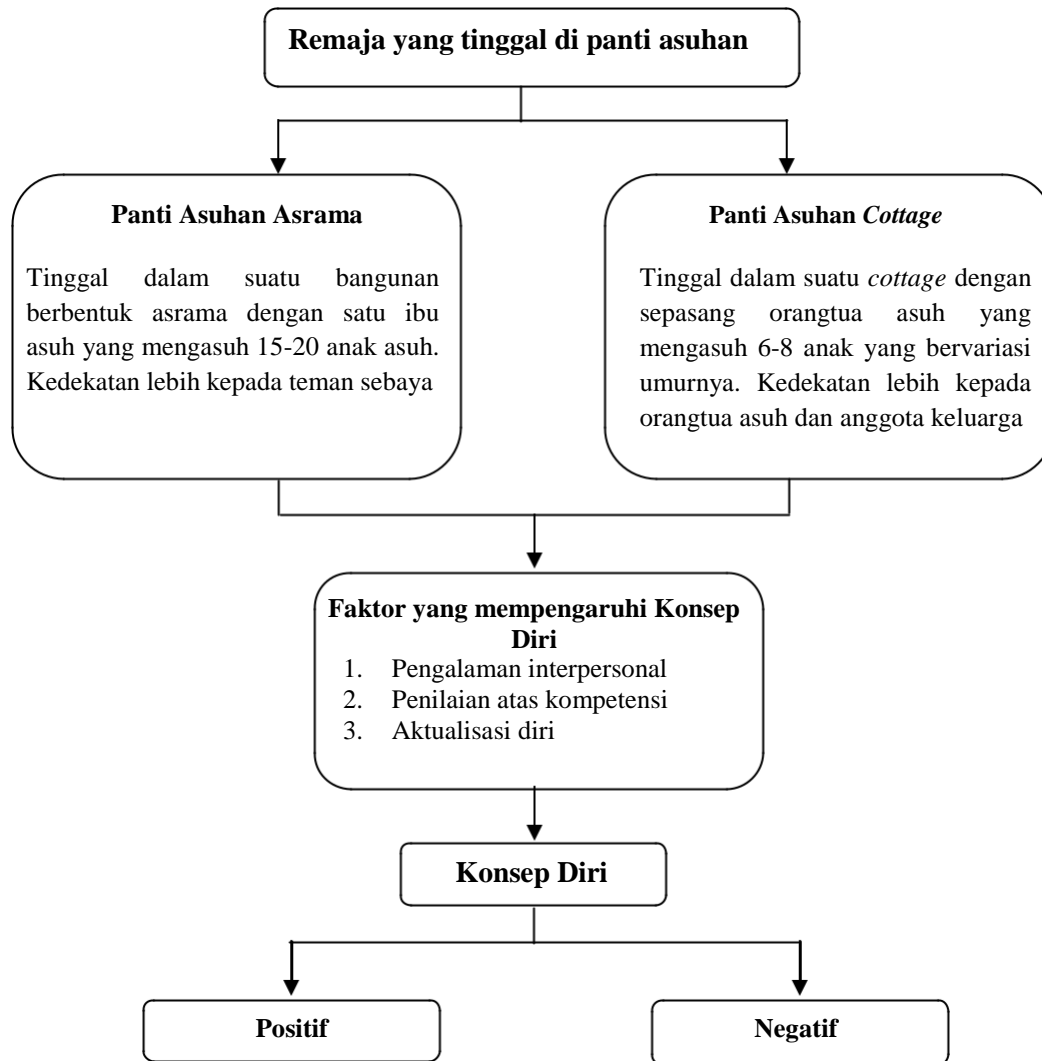 Remaja yang tinggal di panti asuhan
Panti Asuhan Asrama
Tinggal dalam suatu bangunan
berbentuk asrama dengan satu ibu
asuh yang mengasuh 15-20 anak asuh.
Kedekatan lebih kepada teman sebaya
Panti Asuhan Cottage
Tinggal dalam suatu cottage dengan
sepasang orangtua asuh yang
mengasuh 6-8 anak yang bervariasi
umurnya. Kedekatan lebih kepada
orangtua asuh dan anggota keluarga
Faktor yang mempengaruhi Konsep
Diri
1. Pengalaman interpersonal
2. Penilaian atas kompetensi
3. Aktualisasi diri
Konsep Diri
Positif
Negatif